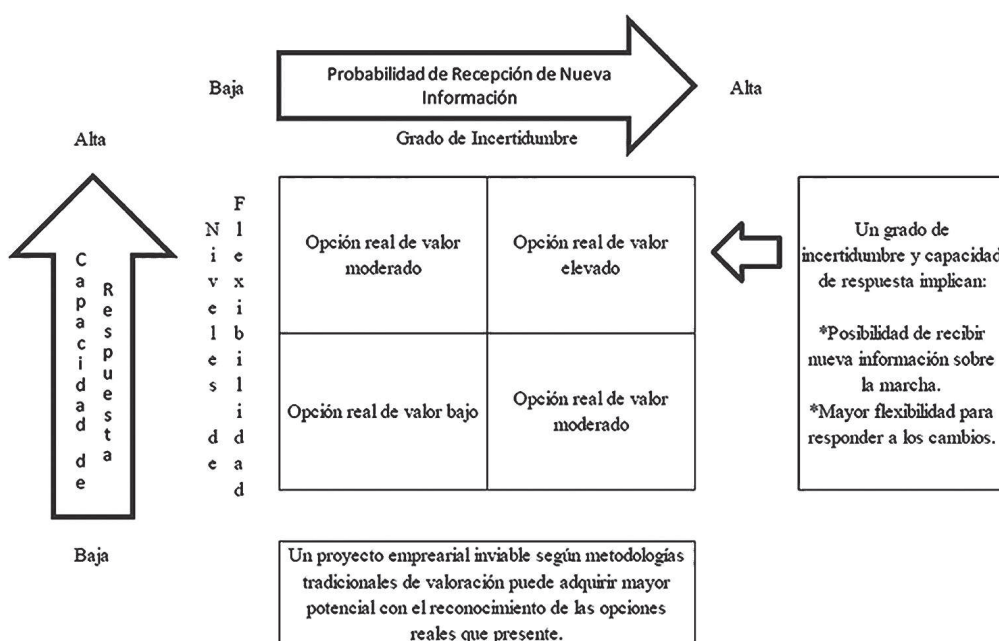 Probabilidad de Recepción de Nueva
Información
Baja
Alta
Grado de Incertidumbre
Alta
Capacidad de
Respuesta
Baja
Niveles de
Flexibilidad
Opción real de valor
moderado
Opción real de valor
elevado
Opción real de valor bajo
Opción real de valor
moderado
Un grado de
incertidumbre y capacidad
de respuesta implican:
*Posibilidad de recibir
nueva información sobre
la marcha.
*Mayor flexibilidad para
responder a los cambios.
Un proyecto emprearial inviable según metodologías
tradicionales de valoración puede adquirir mayor
potencial con el reconocimiento de las opciones
reales que presente.